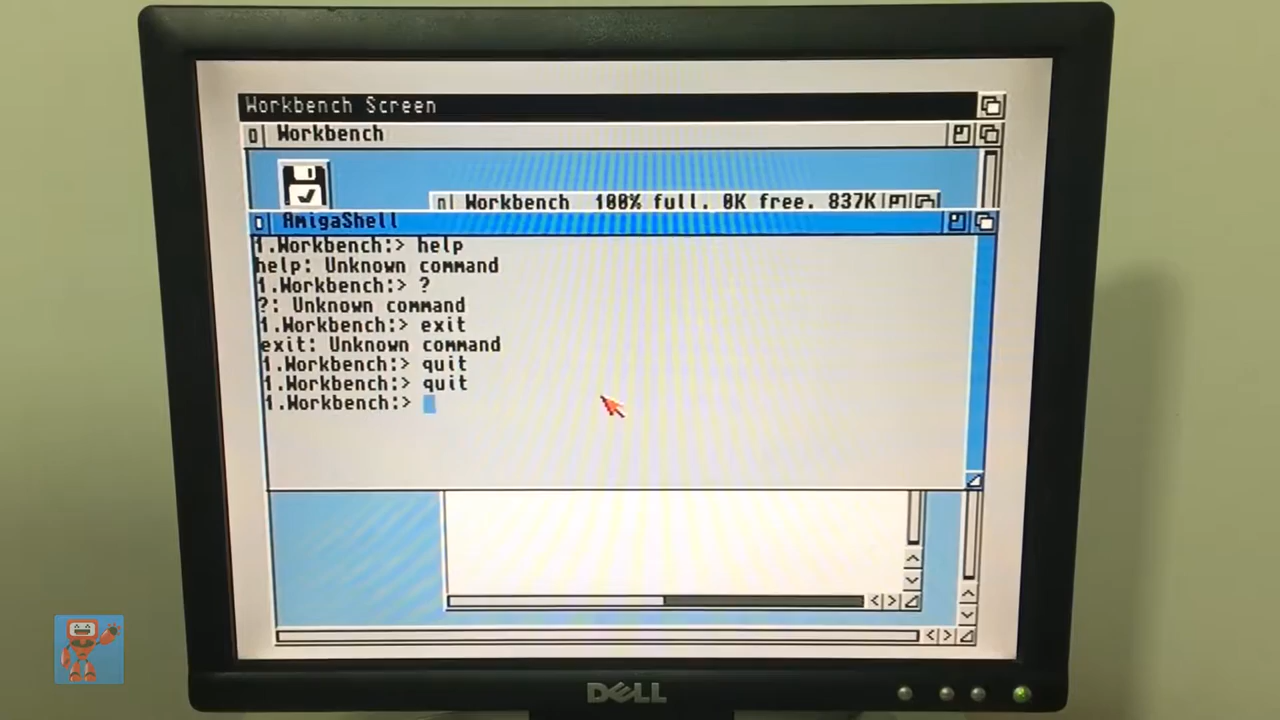 Workbench Screen
Workbench
Workbench 100% full, 0K free, 837K
AmigaShell
1.Workbench:> help
help: Unknown command
1.Workbench:> ?
?: Unknown command
1.Workbench:> exit
exit: Unknown command
1.Workbench:> quit
1.Workbench:> quit
1.Workbench:>
DELL